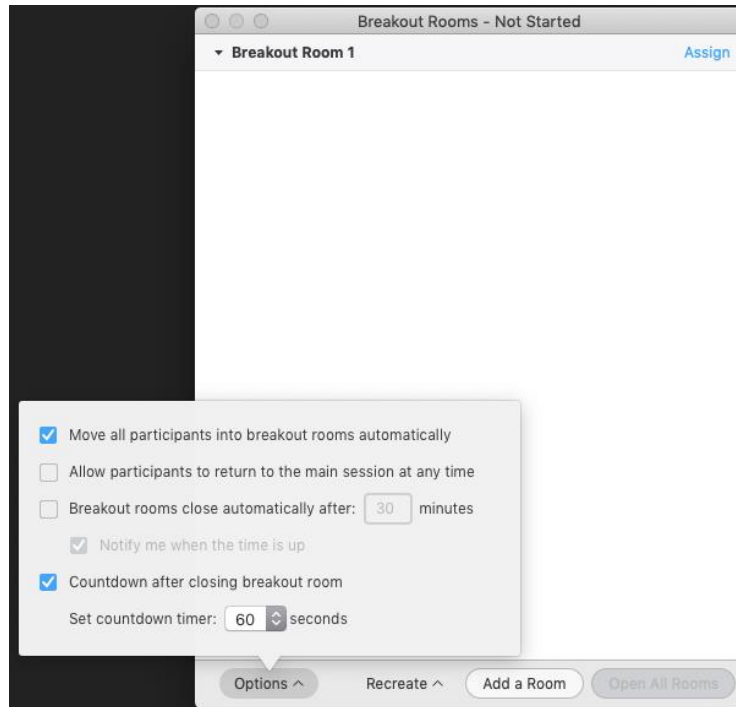 Breakout Rooms - Not Started
Breakout Room 1 Assign
Move all participants into breakout rooms automatically
Allow participants to return to the main session at any time
Breakout rooms close automatically after: 30 minutes
Notify me when the time is up
Countdown after closing breakout room
Set countdown timer: 60 seconds
Options Recreate Add a Room Open All Rooms